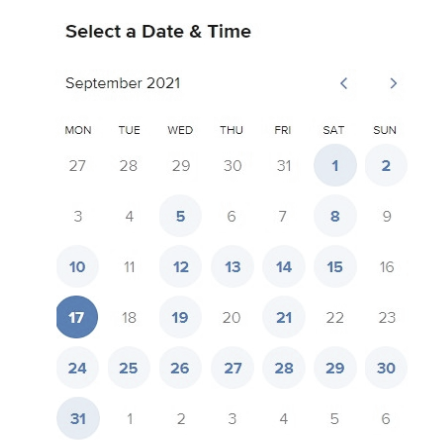 Select a Date & Time
September 2021
MON TUE WED THU FRI SAT SUN
27 28 29 30 31 1 2
3 4 5 6 7 8 9
10 11 12 13 14 15 16
17 18 19 20 21 22 23
24 25 26 27 28 29 30
31 1 2 3 4 5 6